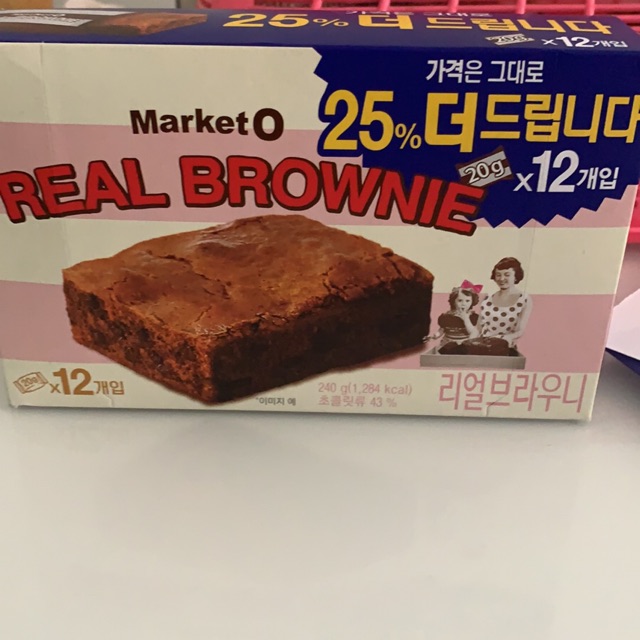 25% 더 드립니다
x12개입
가격은 그대로
25% 더 드립니다
20g x12개입
Market O
REAL BROWNIE
20g x12개입
*이미지 예
240 g(1,284 kcal)
초콜릿류 43 %
리얼브라우니